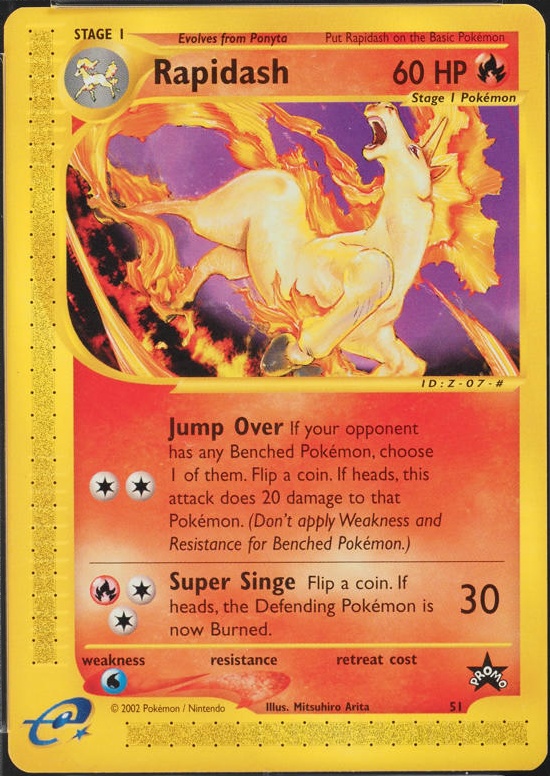 STAGE 1
Evolves from Ponyta
Put Rapidash on the Basic Pokémon
Rapidash
60 HP
Stage 1 Pokémon
ID:Z-07-#
Jump Over If your opponent
has any Benched Pokémon, choose
1 of them. Flip a coin. If heads, this
attack does 20 damage to that
Pokémon. (Don't apply Weakness and
Resistance for Benched Pokémon.)
Super Singe Flip a coin. If
heads, the Defending Pokémon is
now Burned.
30
weakness
resistance
retreat cost
PROMO
© 2002 Pokémon / Nintendo
Illus. Mitsuhiro Arita
51
e